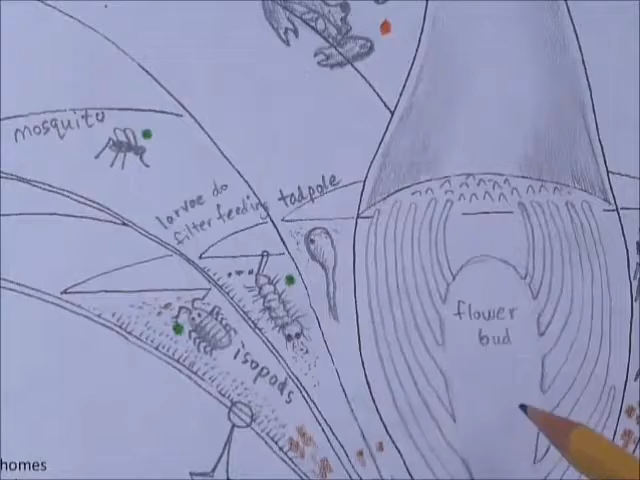 mosquito
larvae do
filter feeding
tadpole
flower
bud
isopods
homes